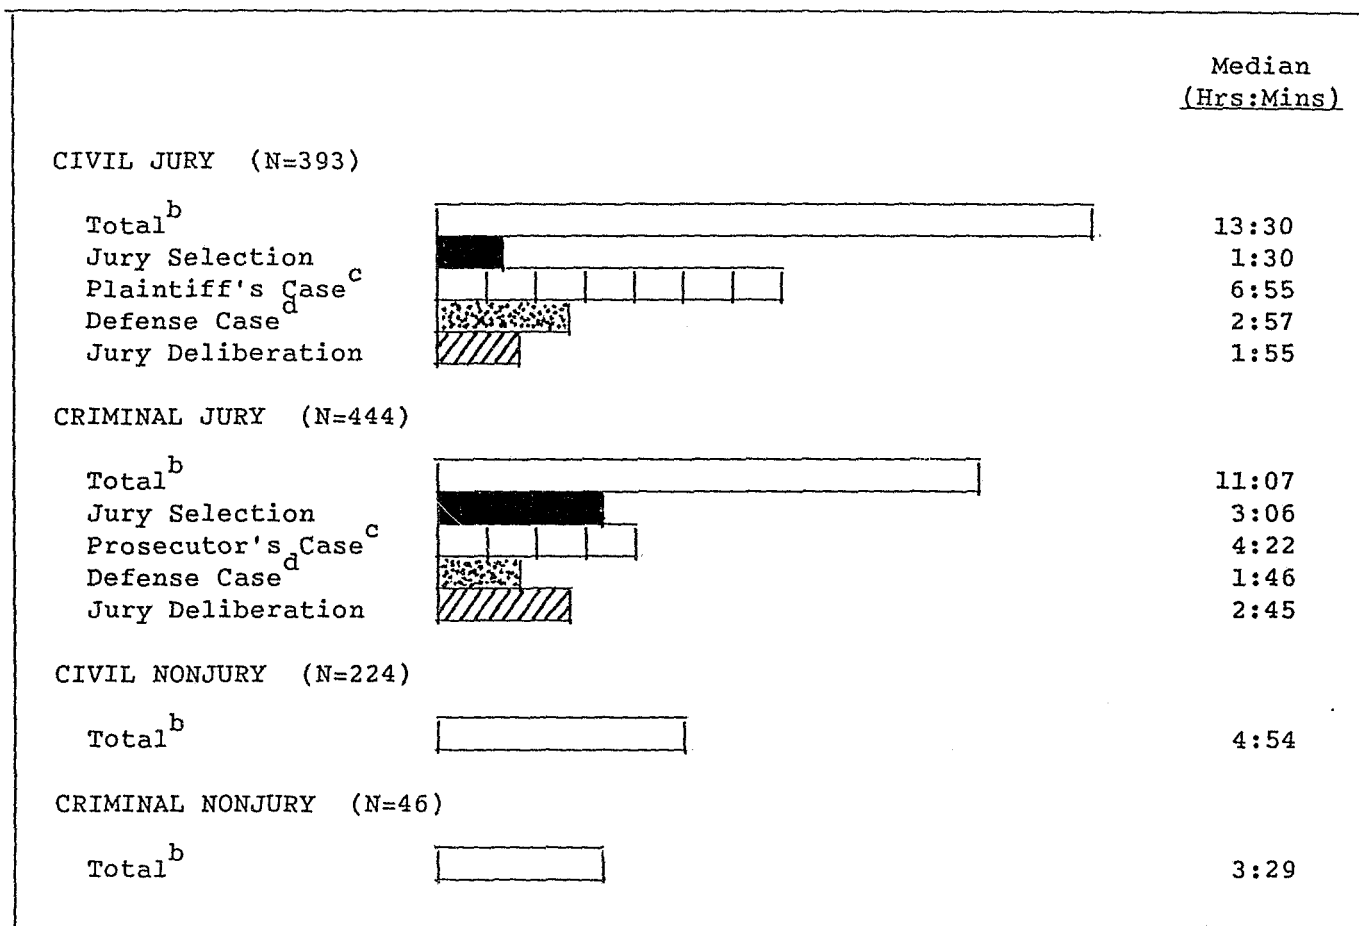 Median
(Hrs:Mins)
CIVIL JURY (N=393)
Total^b 13:30
Jury Selection 1:30
Plaintiff's Case^c 6:55
Defense Case^d 2:57
Jury Deliberation 1:55
CRIMINAL JURY (N=444)
Total^b 11:07
Jury Selection 3:06
Prosecutor's Case^c 4:22
Defense Case^d 1:46
Jury Deliberation 2:45
CIVIL NONJURY (N=224)
Total^b 4:54
CRIMINAL NONJURY (N=46)
Total^b 3:29